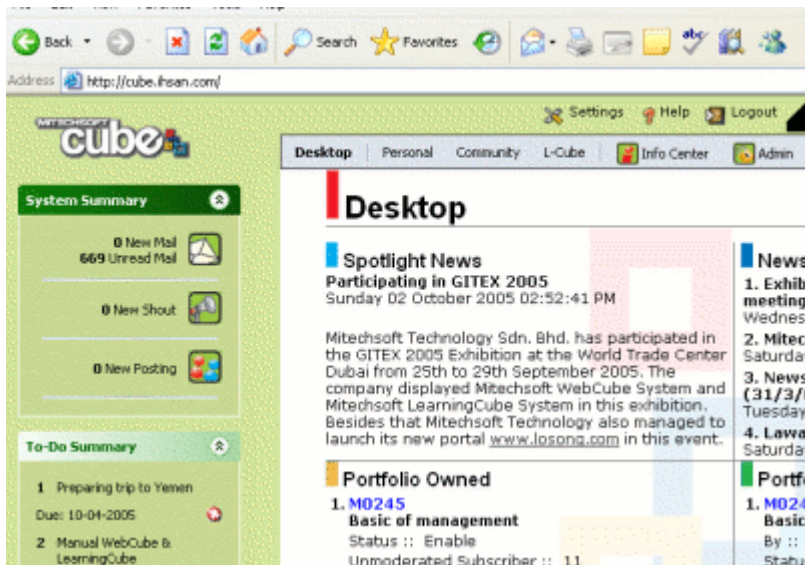 Back
Search
Favorites
Address http://cube.ihsan.com/
Settings Help Logout
MITECHSOFT
cube
Desktop Personal Community L-Cube Info Center Admin
System Summary
0 New Mail
669 Unread Mail
0 New Shout
0 New Posting
To-Do Summary
1 Preparing trip to Yemen
Due: 10-04-2005
2 Manual WebCube &
LearningCube
Desktop
Spotlight News
Participating in GITEX 2005
Sunday 02 October 2005 02:52:41 PM
Mitechsoft Technology Sdn. Bhd. has participated in
the GITEX 2005 Exhibition at the World Trade Center
Dubai from 25th to 29th September 2005. The
company displayed Mitechsoft WebCube System and
Mitechsoft LearningCube System in this exhibition.
Besides that Mitechsoft Technology also managed to
launch its new portal www.losong.com in this event.
Portfolio Owned
1. M0245
Basic of management
Status :: Enable
Unmoderated Subscriber :: 11
News
1. Exhib
meeting
Wednes
2. Mitec
Saturda
3. News
(31/3/
Tuesday
4. Lawa
Saturda
Portf
1. M024
Basic
By ::
Statu